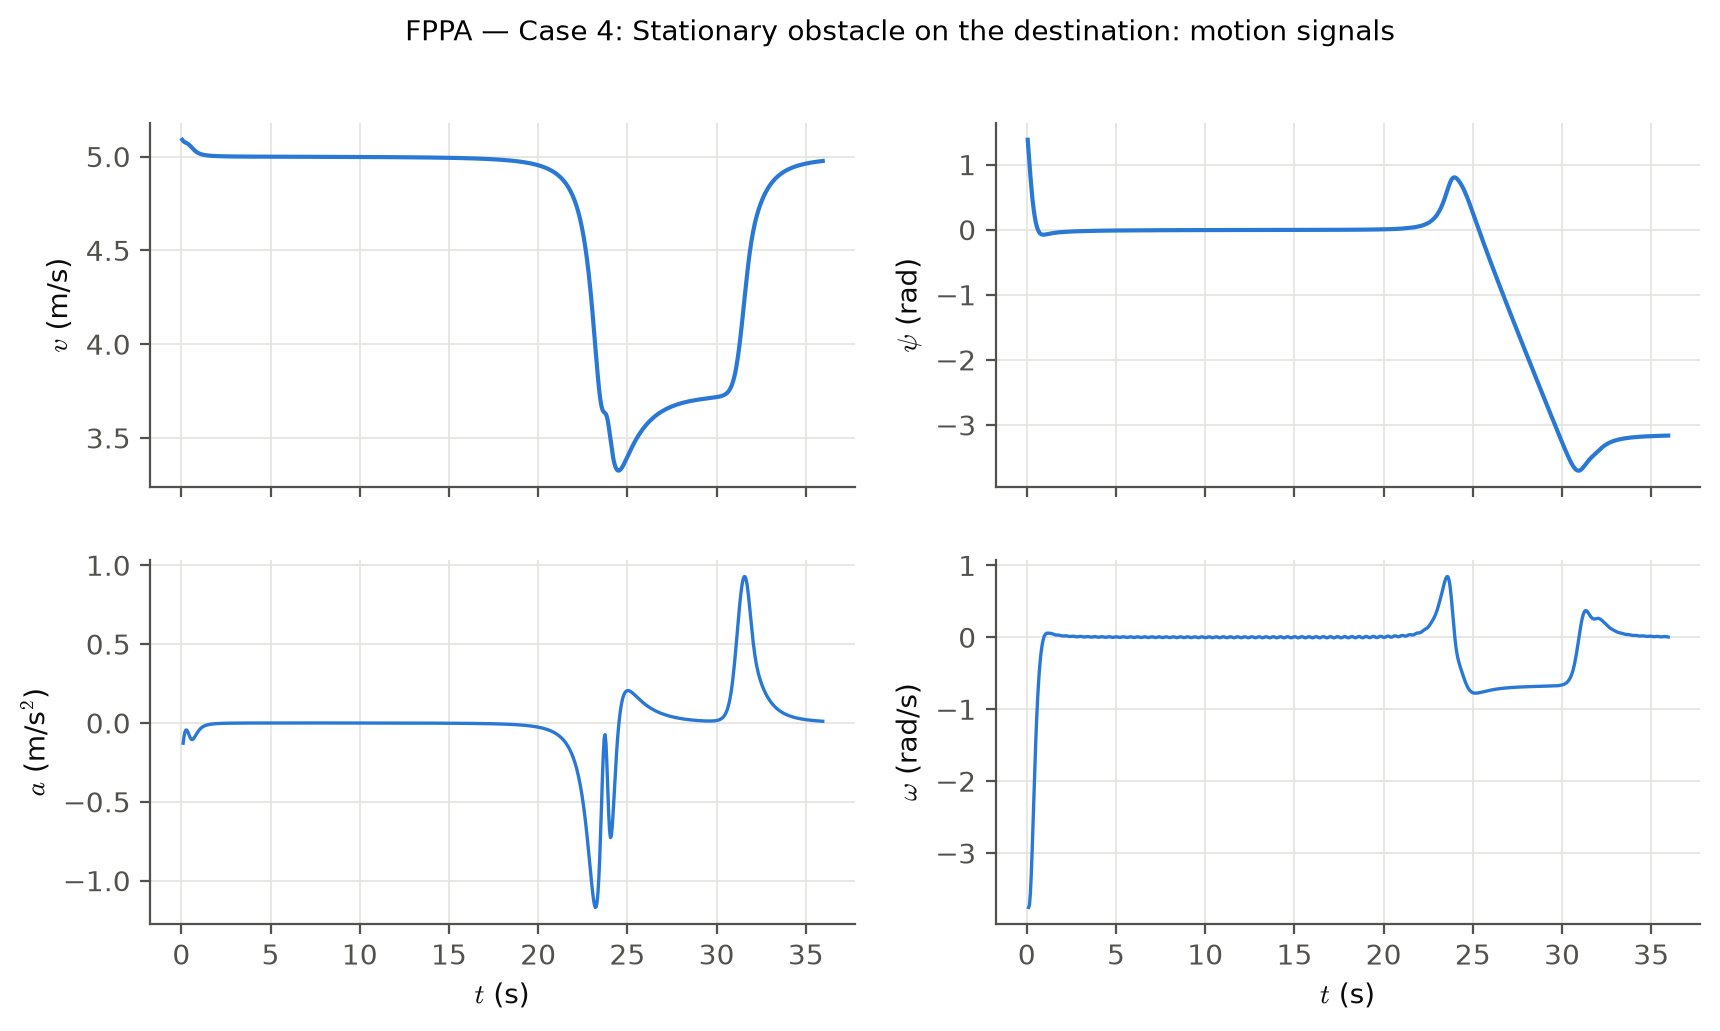 FPPA — Case 4: Stationary obstacle on the destination: motion signals
v (m/s)
5.0
4.5
4.0
3.5
ψ (rad)
1
0
−1
−2
−3
a (m/s²)
1.0
0.5
0.0
−0.5
−1.0
0 5 10 15 20 25 30 35
t (s)
ω (rad/s)
1
0
−1
−2
−3
0 5 10 15 20 25 30 35
t (s)